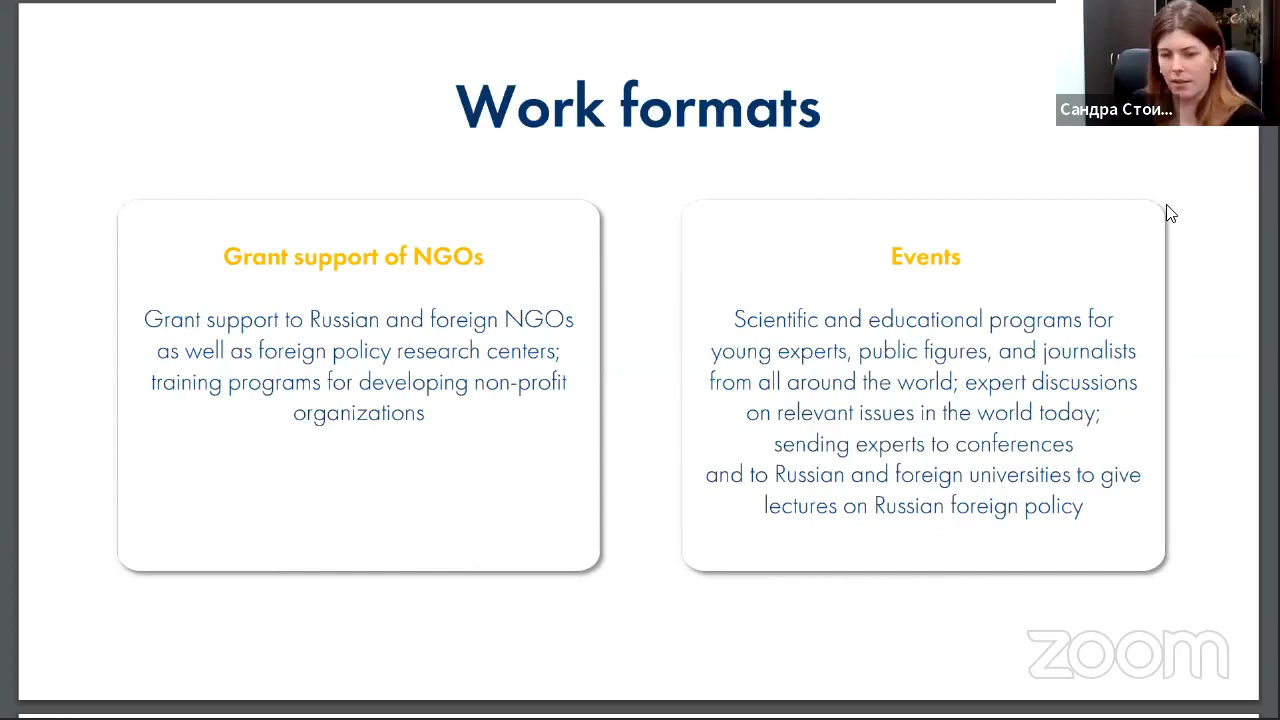 Work formats
Сандра Стои...
Grant support of NGOs
Grant support to Russian and foreign NGOs
as well as foreign policy research centers;
training programs for developing non-profit
organizations
Events
Scientific and educational programs for
young experts, public figures, and journalists
from all around the world; expert discussions
on relevant issues in the world today;
sending experts to conferences
and to Russian and foreign universities to give
lectures on Russian foreign policy
zoom